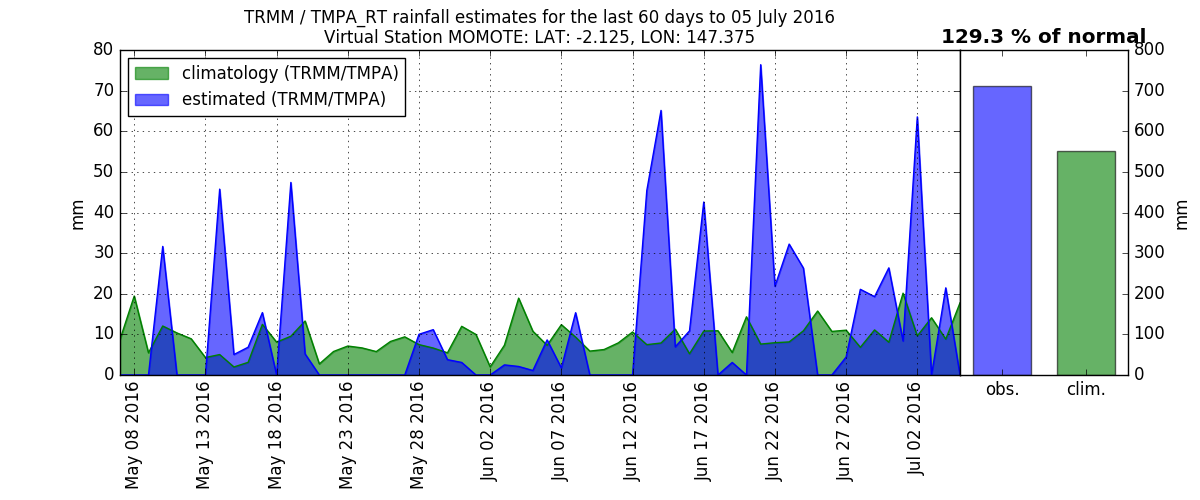 TRMM / TMPA_RT rainfall estimates for the last 60 days to 05 July 2016
Virtual Station MOMOTE: LAT: -2.125, LON: 147.375
129.3 % of normal
climatology (TRMM/TMPA)
estimated (TRMM/TMPA)
mm
80
70
60
50
40
30
20
10
0
May 08 2016
May 13 2016
May 18 2016
May 23 2016
May 28 2016
Jun 02 2016
Jun 07 2016
Jun 12 2016
Jun 17 2016
Jun 22 2016
Jun 27 2016
Jul 02 2016
obs.
clim.
800
700
600
500
400
300
200
100
0
mm